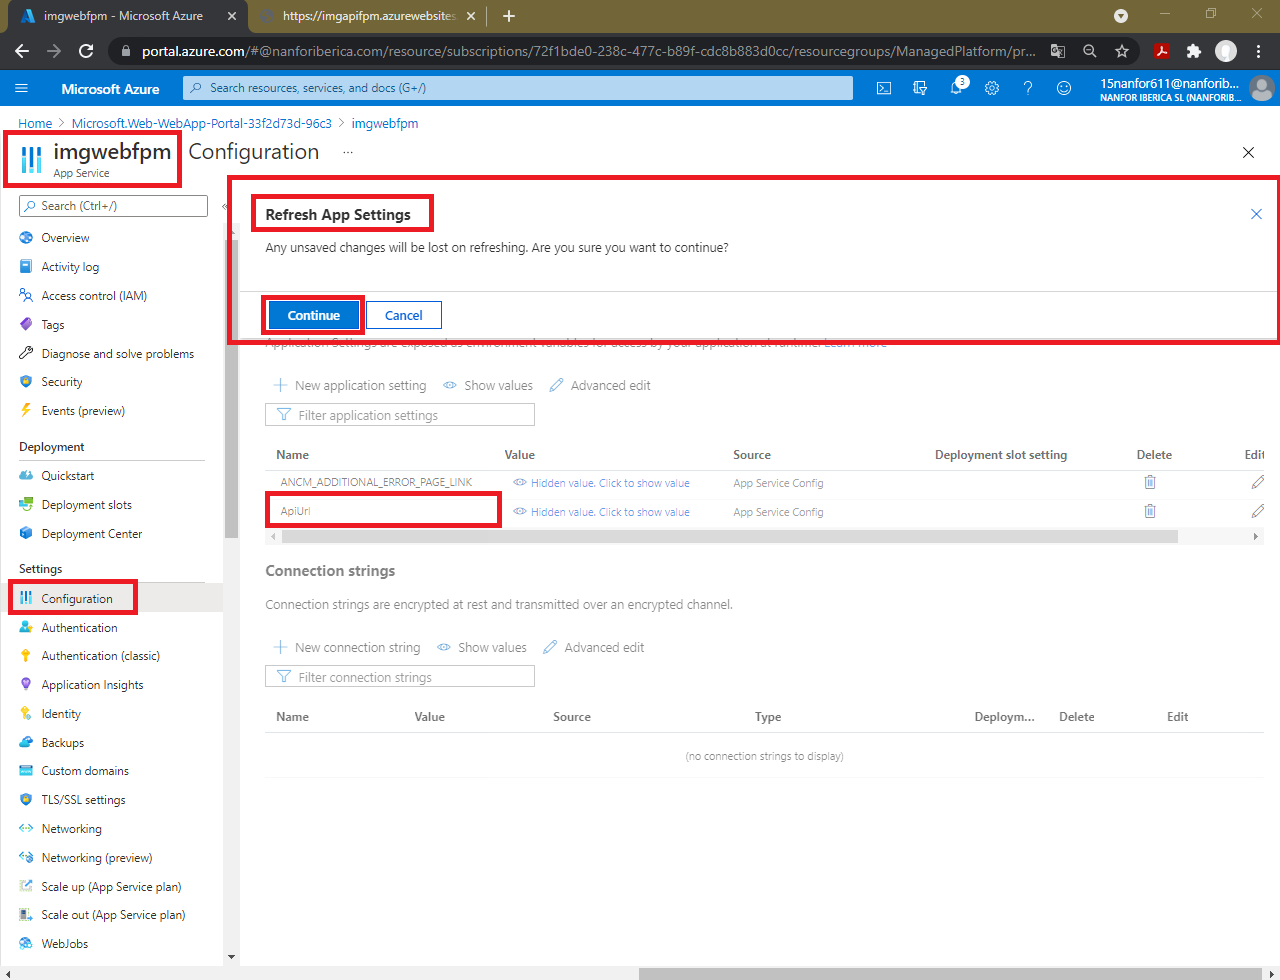 imgwebfpm - Microsoft Azure
https://imgapifpm.azurewebsites
portal.azure.com/#@nanforiberica.com/resource/subscriptions/72f1bde0-238c-477c-b89f-cdc8b883d0cc/resourcegroups/ManagedPlatform/pr...
Microsoft Azure
Search resources, services, and docs (G+/)
3
15nanfor611@nanforib...
NANFOR IBERICA SL (NANFORIB...
Home > Microsoft.Web-WebApp-Portal-33f2d73d-96c3 > imgwebfpm
imgwebfpm Configuration ...
App Service
Search (Ctrl+/)
Overview
Activity log
Access control (IAM)
Tags
Diagnose and solve problems
Security
Events (preview)
Deployment
Quickstart
Deployment slots
Deployment Center
Settings
Configuration
Authentication
Authentication (classic)
Application Insights
Identity
Backups
Custom domains
TLS/SSL settings
Networking
Networking (preview)
Scale up (App Service plan)
Scale out (App Service plan)
WebJobs
Refresh App Settings
Any unsaved changes will be lost on refreshing. Are you sure you want to continue?
Continue Cancel
Application Settings are exposed as environment variables for access by your application at runtime. Learn more
New application setting Show values Advanced edit
Filter application settings
Name Value Source Deployment slot setting Delete Edit
ANCM_ADDITIONAL_ERROR_PAGE_LINK Hidden value. Click to show value App Service Config
ApiUrl Hidden value. Click to show value App Service Config
Connection strings
Connection strings are encrypted at rest and transmitted over an encrypted channel.
New connection string Show values Advanced edit
Filter connection strings
Name Value Source Type Deploym... Delete Edit
(no connection strings to display)